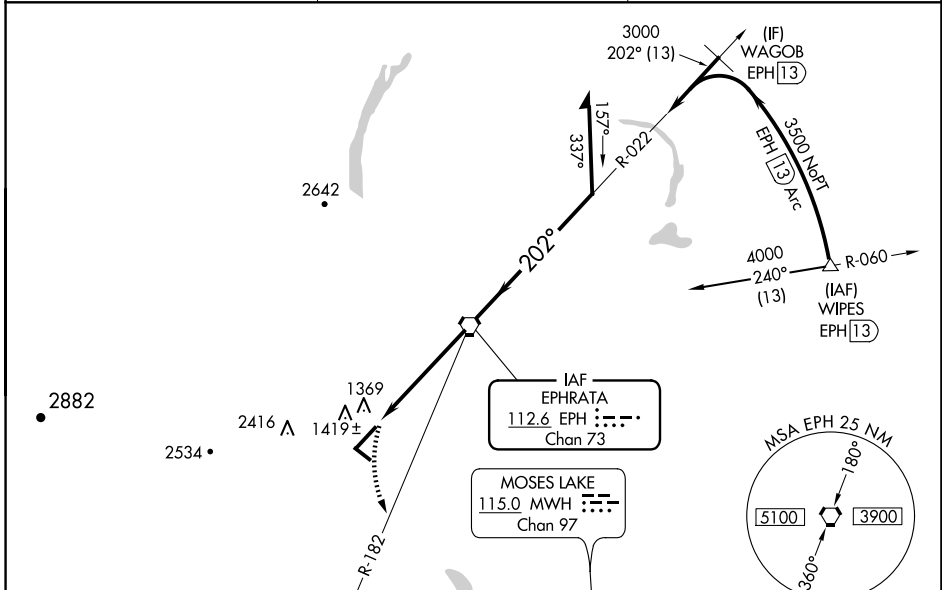 3000
202° (13)
(IF)
WAGOB
EPH 13
157°
337°
R-022
3500 NoPT
EPH 13 Arc
2642
202°
4000
240°
(13)
R-060
(IAF)
WIPES
EPH 13
IAF
EPHRATA
112.6 EPH
Chan 73
2882
1369
2416
1419±
2534
MOSES LAKE
115.0 MWH
Chan 97
R-182
MSA EPH 25 NM
180°
5100
3900
360°